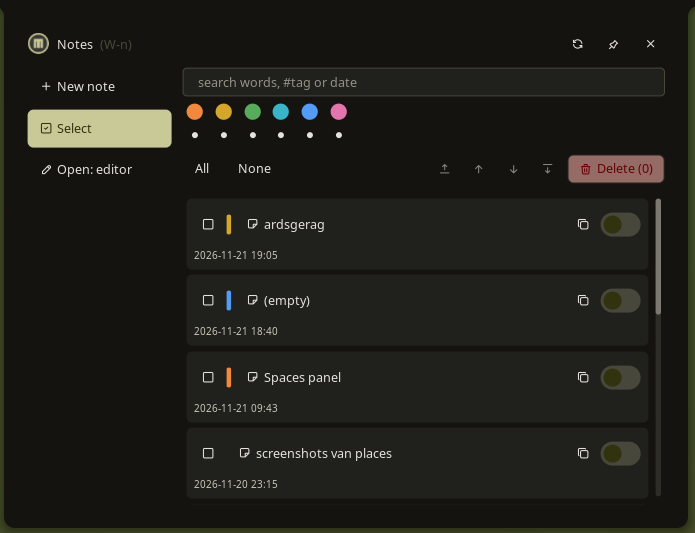 Notes (W-n)
New note
search words, #tag or date
Select
Open: editor
All None Delete (0)
ardsgerag
2026-11-21 19:05
(empty)
2026-11-21 18:40
Spaces panel
2026-11-21 09:43
screenshots van places
2026-11-20 23:15